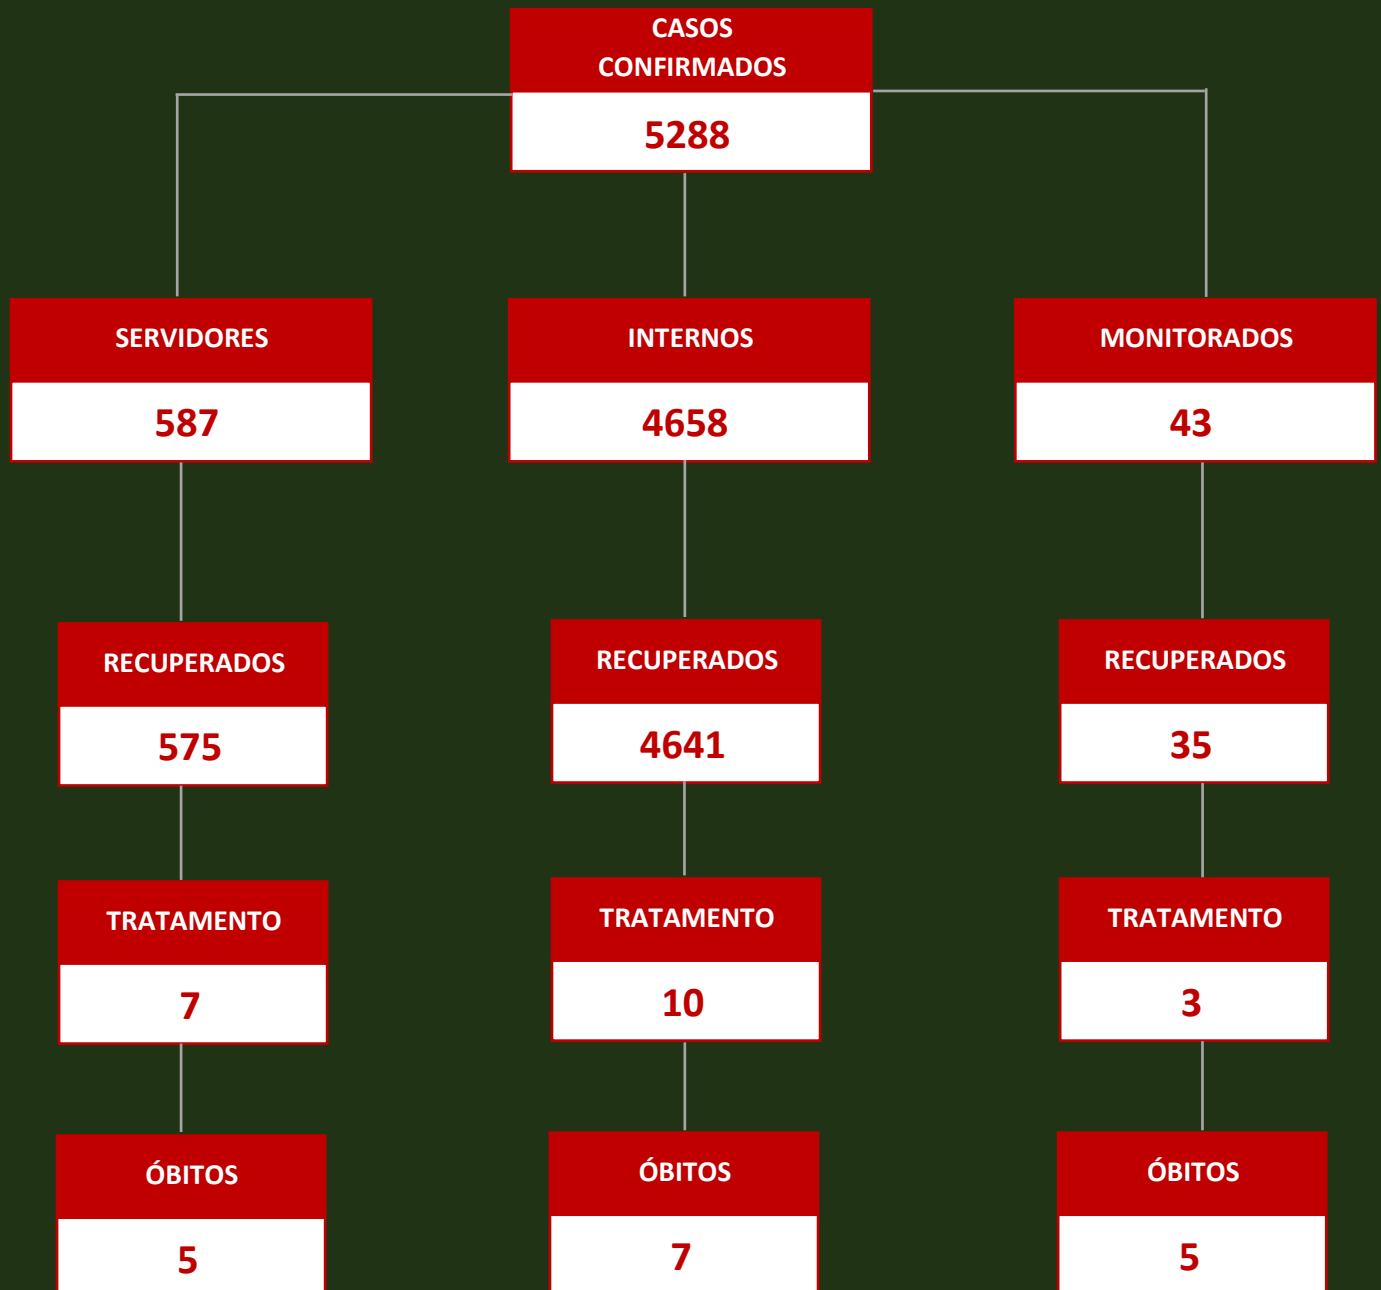 CASOS
CONFIRMADOS
5288
SERVIDORES
587
INTERNOS
4658
MONITORADOS
43
RECUPERADOS
575
RECUPERADOS
4641
RECUPERADOS
35
TRATAMENTO
7
TRATAMENTO
10
TRATAMENTO
3
ÓBITOS
5
ÓBITOS
7
ÓBITOS
5